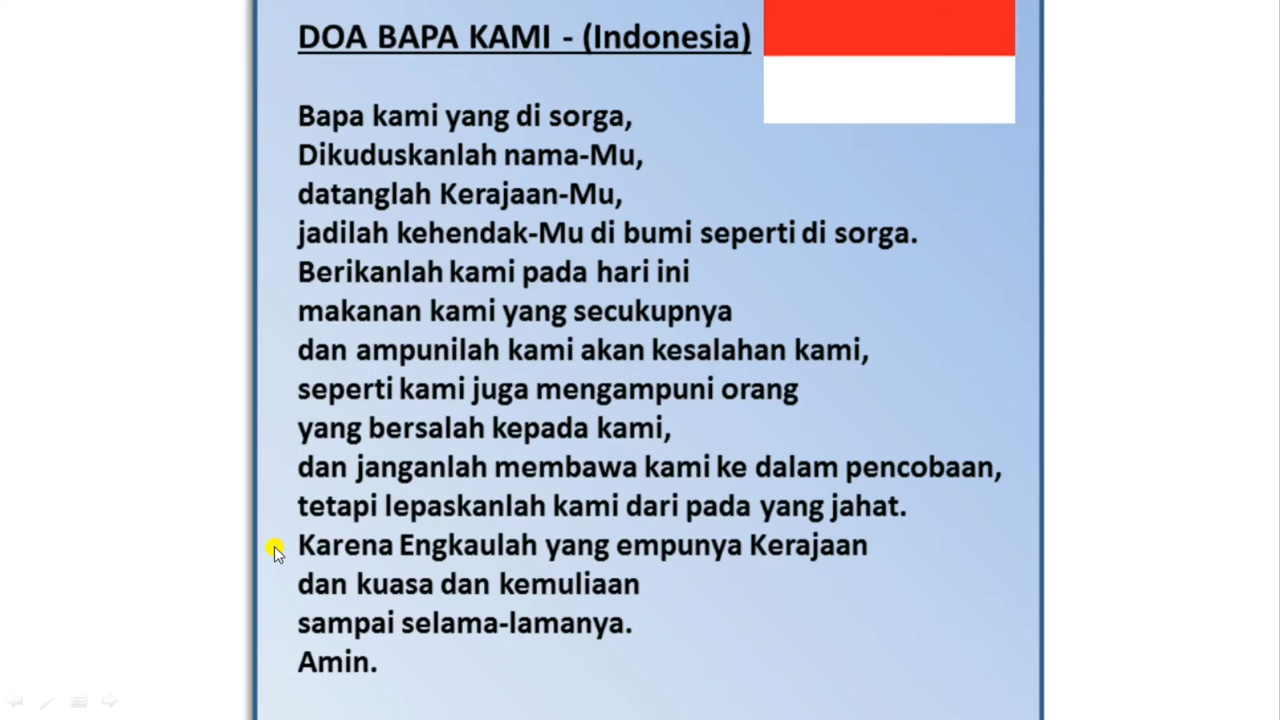 DOA BAPA KAMI - (Indonesia)
Bapa kami yang di sorga,
Dikuduskanlah nama-Mu,
datanglah Kerajaan-Mu,
jadilah kehendak-Mu di bumi seperti di sorga.
Berikanlah kami pada hari ini
makanan kami yang secukupnya
dan ampunilah kami akan kesalahan kami,
seperti kami juga mengampuni orang
yang bersalah kepada kami,
dan janganlah membawa kami ke dalam pencobaan,
tetapi lepaskanlah kami dari pada yang jahat.
Karena Engkaulah yang empunya Kerajaan
dan kuasa dan kemuliaan
sampai selama-lamanya.
Amin.